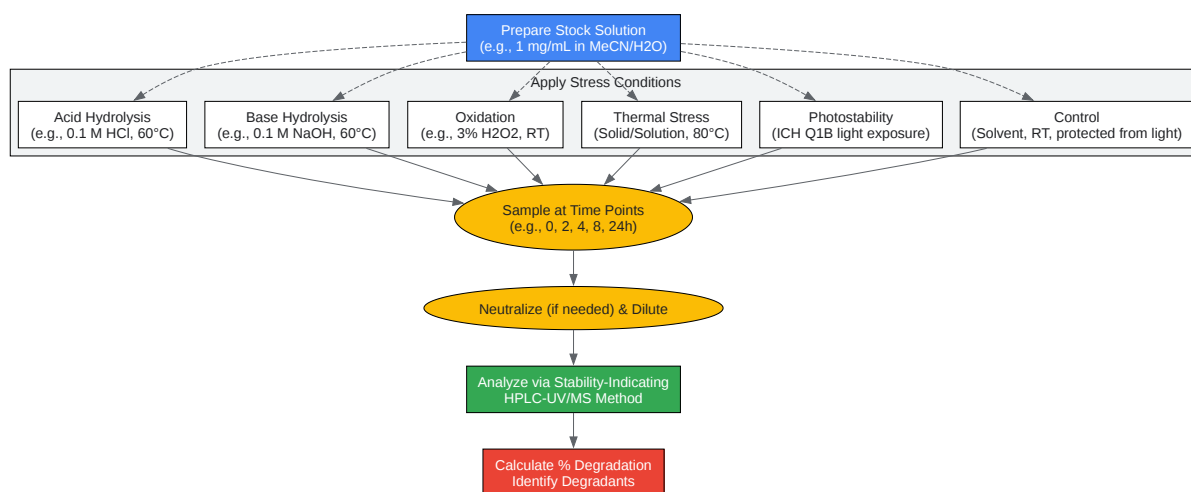 Prepare Stock Solution
(e.g., 1 mg/mL in MeCN/H2O)
Apply Stress Conditions
Acid Hydrolysis
(e.g., 0.1 M HCl, 60°C)
Base Hydrolysis
(e.g., 0.1 M NaOH, 60°C)
Oxidation
(e.g., 3% H2O2, RT)
Thermal Stress
(Solid/Solution, 80°C)
Photostability
(ICH Q1B light exposure)
Control
(Solvent, RT, protected from light)
Sample at Time Points
(e.g., 0, 2, 4, 8, 24h)
Neutralize (if needed) & Dilute
Analyze via Stability-Indicating
HPLC-UV/MS Method
Calculate % Degradation
Identify Degradants